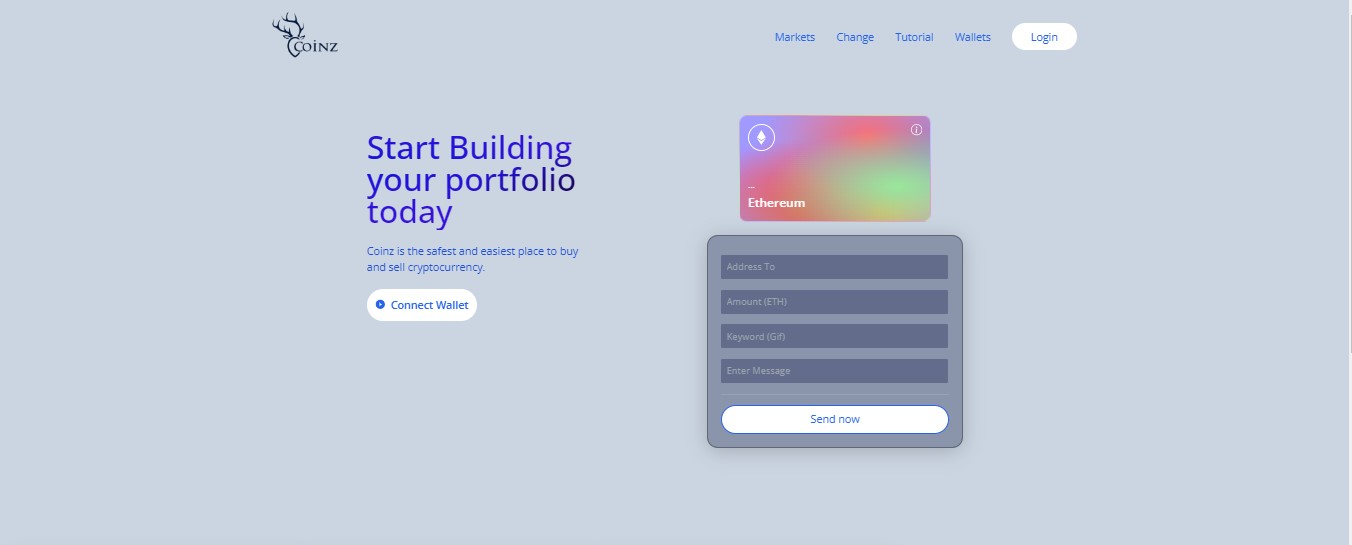 Coinz
Markets Change Tutorial Wallets Login
Start Building
your portfolio
today
Coinz is the safest and easiest place to buy
and sell cryptocurrency.
Connect Wallet
...
Ethereum
Address To
Amount (ETH)
Keyword (Gif)
Enter Message
Send now